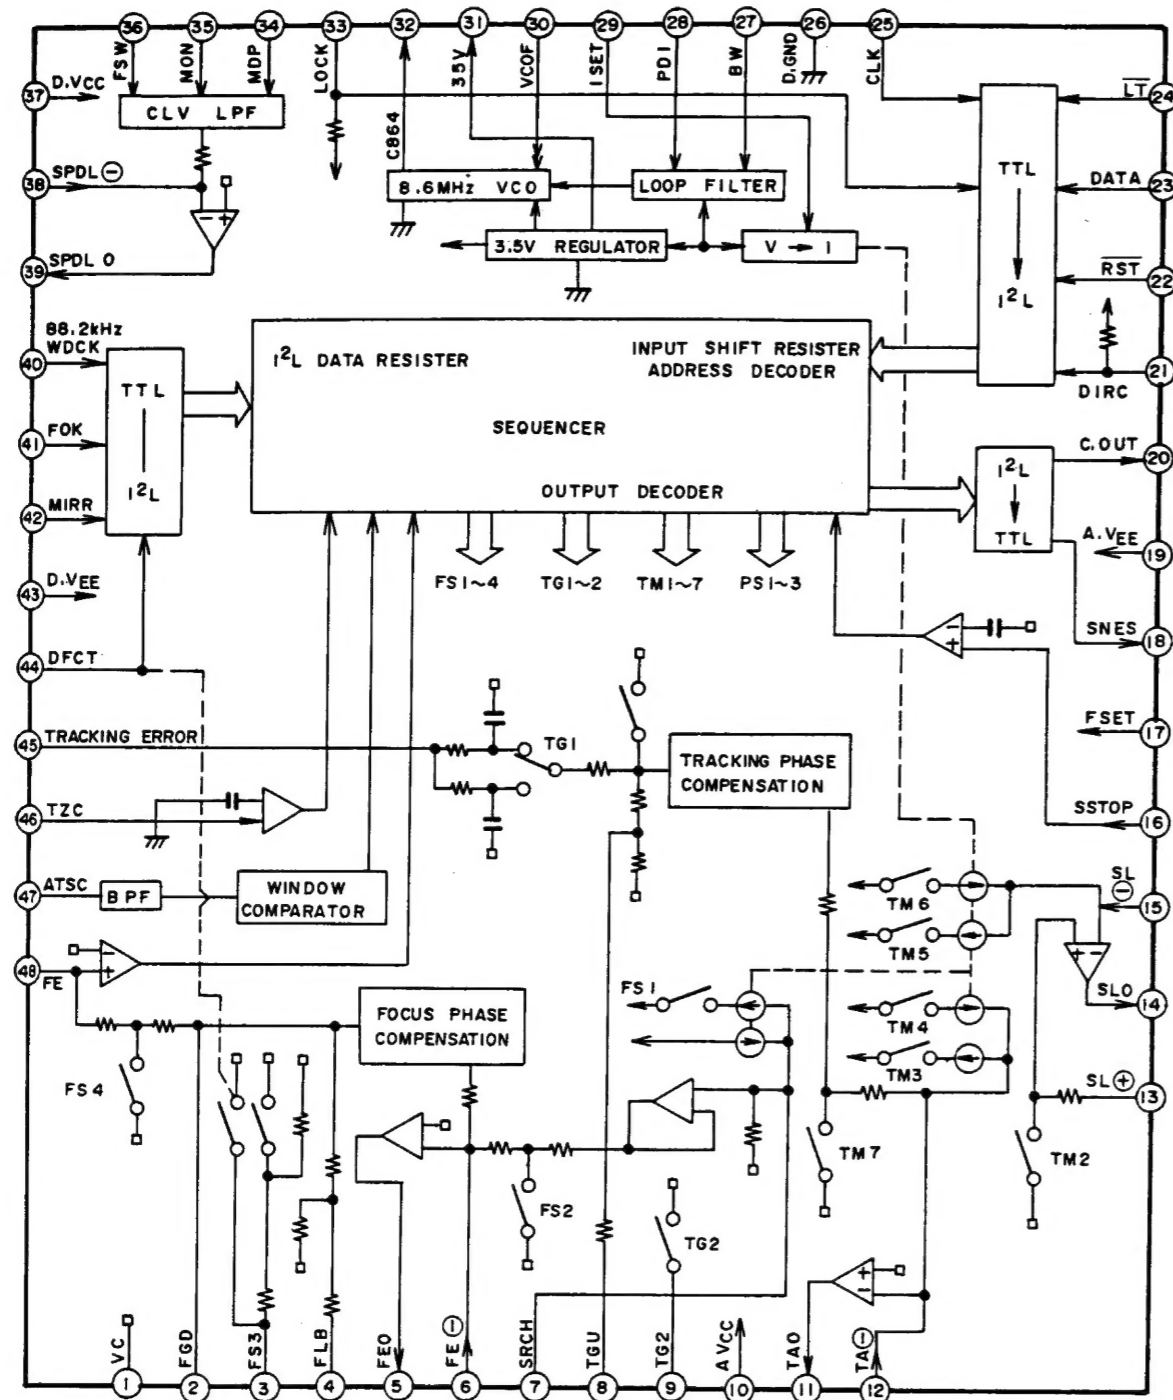 36 35 34 33 32 31 30 29 28 27 26 25
FSW MON MDP LOCK C864 3.5V VCOF ISET PDI BW D.GND CLK
37 D.VCC
CLV LPF
38 SPDL ⊖
− +
39 SPDL O
8.6MHz VCO
LOOP FILTER
3.5V REGULATOR
V → I
TTL
I²L
LT 24
DATA 23
RST 22
21
DIRC
88.2kHz
40 WDCK
41 FOK
42 MIRR
TTL
I²L
I²L DATA RESISTER
INPUT SHIFT RESISTER
ADDRESS DECODER
SEQUENCER
OUTPUT DECODER
I²L
TTL
C.OUT 20
A.VEE 19
SNES 18
FSET 17
SSTOP 16
43 D.VEE
FS1~4 TG1~2 TM1~7 PS1~3
− +
44 DFCT
45 TRACKING ERROR
TG1
TRACKING PHASE
COMPENSATION
46 TZC
47 ATSC
BPF
WINDOW
COMPARATOR
48 FE
− +
TM6
TM5
SL ⊖ 15
+ −
SLO 14
FS1
TM4
TM3
SL ⊕ 13
FOCUS PHASE
COMPENSATION
FS4
FS2
TM7
TM2
TG2
+ −
VC FGD FS3 FLB FEO FE ⊖ SRCH TGU TG2 AVCC TAO TA ⊖
1 2 3 4 5 6 7 8 9 10 11 12